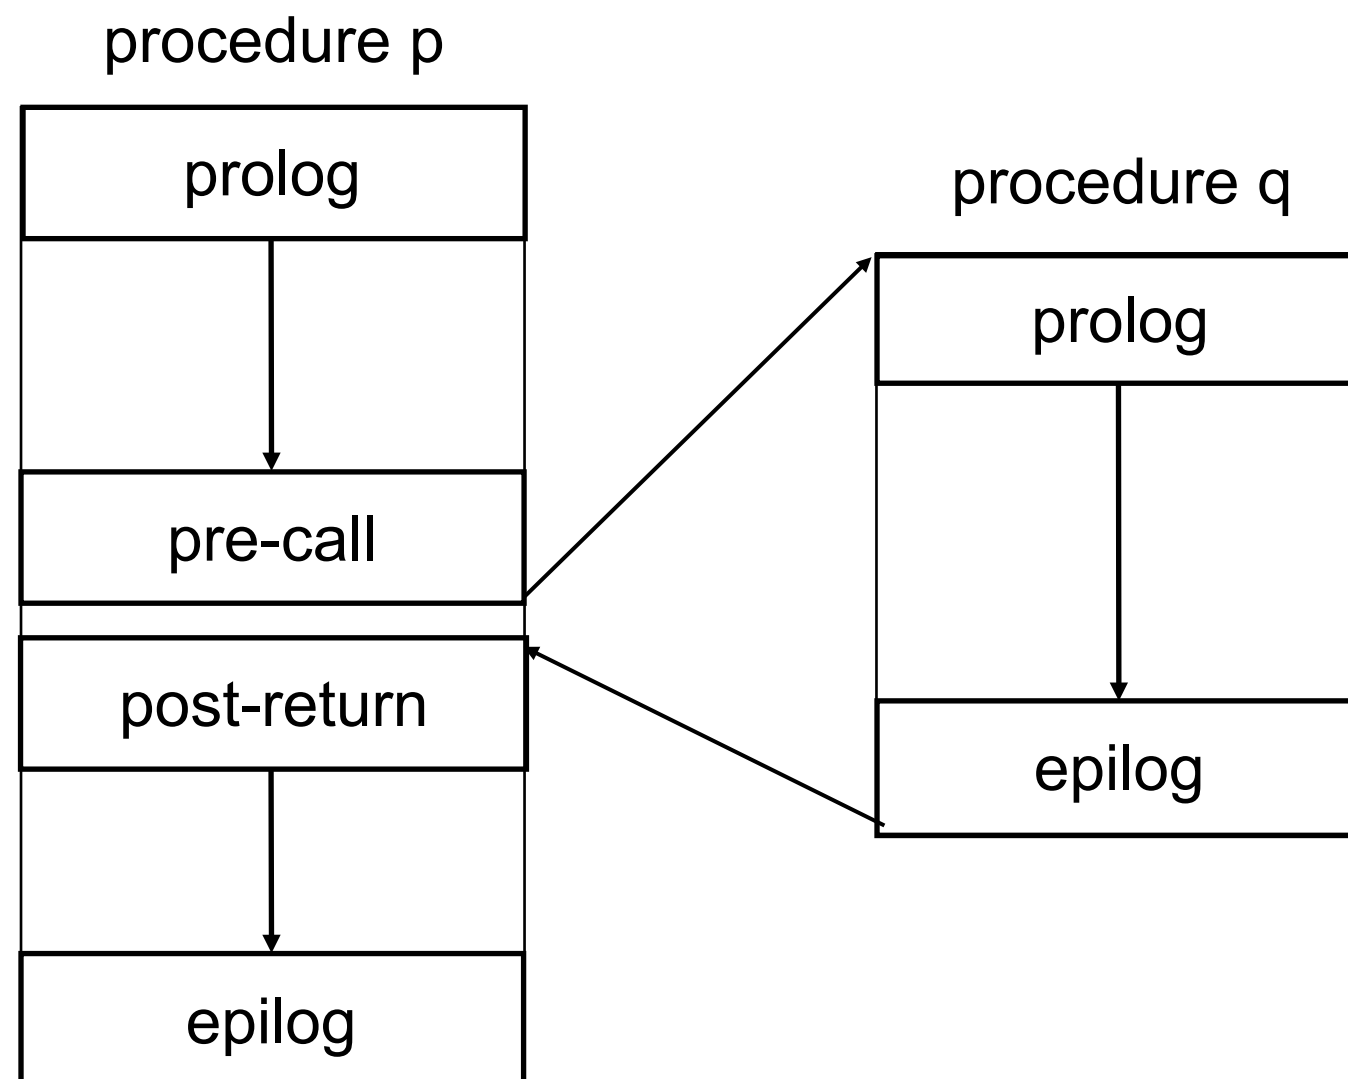 procedure p
prolog
pre-call
post-return
epilog
procedure q
prolog
epilog